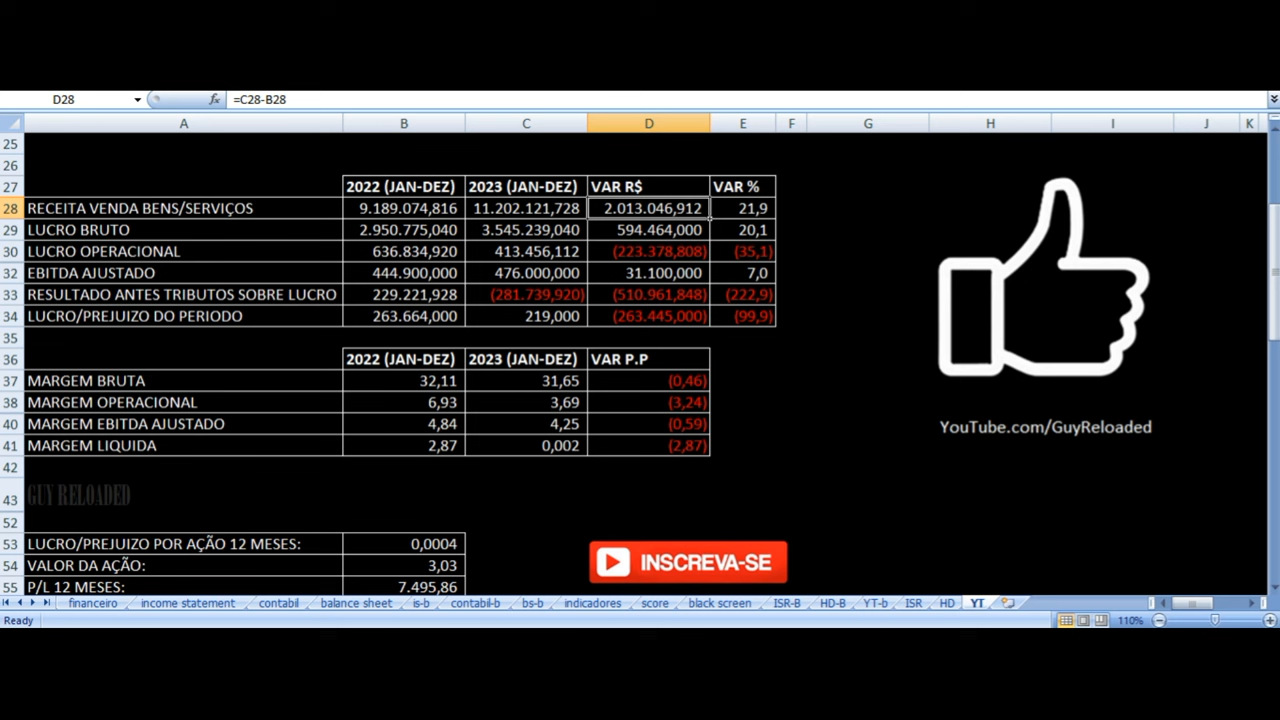 D28 fx =C28-B28
A B C D E F G H I J K
25
26
27 2022 (JAN-DEZ) 2023 (JAN-DEZ) VAR R$ VAR %
28 RECEITA VENDA BENS/SERVIÇOS 9.189.074,816 11.202.121,728 2.013.046,912 21,9
29 LUCRO BRUTO 2.950.775,040 3.545.239,040 594.464,000 20,1
30 LUCRO OPERACIONAL 636.834,920 413.456,112 (223.378,808) (35,1)
32 EBITDA AJUSTADO 444.900,000 476.000,000 31.100,000 7,0
33 RESULTADO ANTES TRIBUTOS SOBRE LUCRO 229.221,928 (281.739,920) (510.961,848) (222,9)
34 LUCRO/PREJUIZO DO PERIODO 263.664,000 219,000 (263.445,000) (99,9)
35
36 2022 (JAN-DEZ) 2023 (JAN-DEZ) VAR P.P
37 MARGEM BRUTA 32,11 31,65 (0,46)
38 MARGEM OPERACIONAL 6,93 3,69 (3,24)
40 MARGEM EBITDA AJUSTADO 4,84 4,25 (0,59)
41 MARGEM LIQUIDA 2,87 0,002 (2,87)
YouTube.com/GuyReloaded
42
43 GUY RELOADED
52
53 LUCRO/PREJUIZO POR AÇÃO 12 MESES: 0,0004
54 VALOR DA AÇÃO: 3,03
55 P/L 12 MESES: 7.495,86
INSCREVA-SE
financeiro income statement contabil balance sheet is-b contabil-b bs-b indicadores score black screen ISR-B HD-B YT-b ISR HD YT
Ready 110%